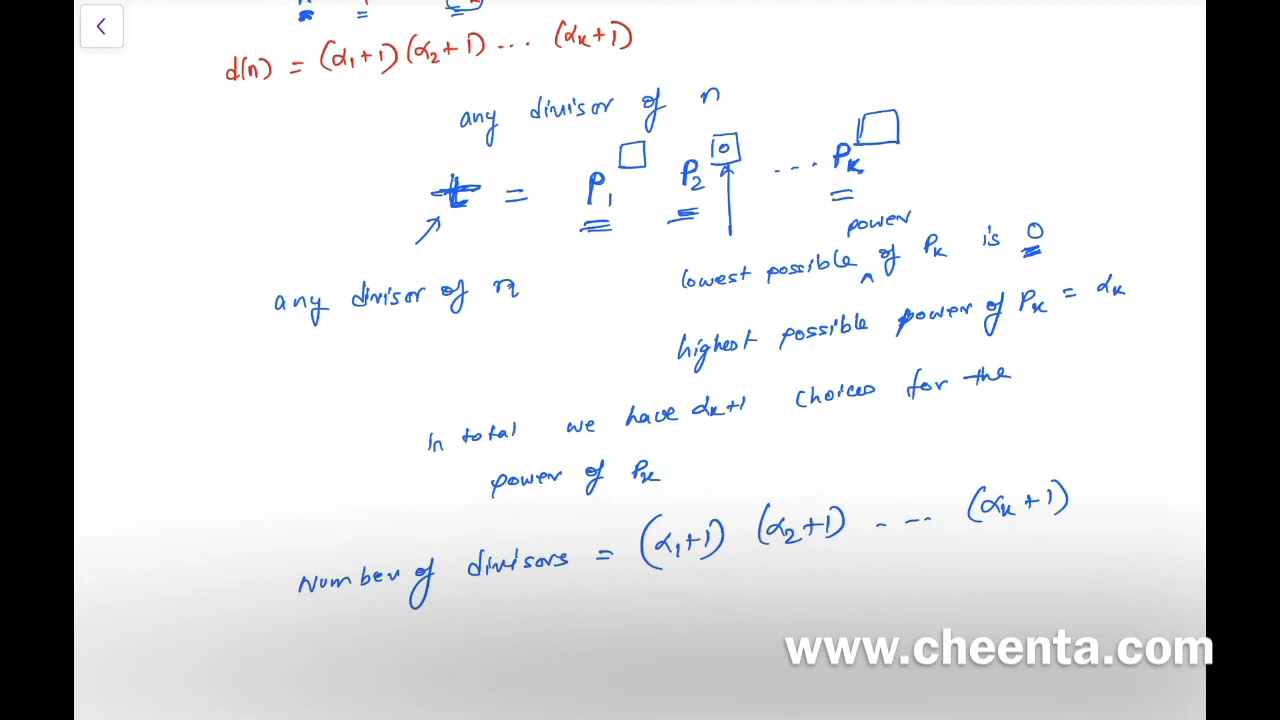 d(n) = (α₁+1) (α₂+1) ... (αₖ+1)
any divisor of n
t = P₁^□ P₂^0 ... Pₖ^□
any divisor of n
lowest possible power of Pₖ is 0
highest possible power of Pₖ = αₖ
in total we have αₖ+1 choices for the
power of Pₖ
Number of divisors = (α₁+1) (α₂+1) ... (αₖ+1)
www.cheenta.com